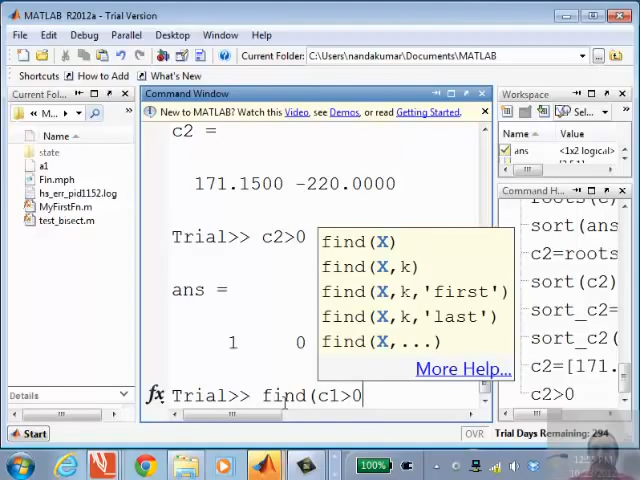 MATLAB R2012a - Trial Version
File Edit Debug Parallel Desktop Window Help
Current Folder: C:\Users\nandakumar\Documents\MATLAB
Shortcuts How to Add What's New
Current Fold...
M...
Name
state
a1
Fin.mph
hs_err_pid1152.log
MyFirstFn.m
test_bisect.m
Details
Command Window
New to MATLAB? Watch this Video, see Demos, or read Getting Started.
c2 =
171.1500 -220.0000
Trial>> c2>0
ans =
1 0
fx Trial>> find(c1>0
find(X)
find(X,k)
find(X,k,'first')
find(X,k,'last')
find(X,...)
More Help...
Workspace
Sel...
Name Value
ans <1x2 logical>
Command H...
roots(c)
sort(ans
c2=roots
sort(c2)
sort_c2=
sort_c2
c2=[171.
c2>0
Start
OVR
Trial Days Remaining: 294
100%